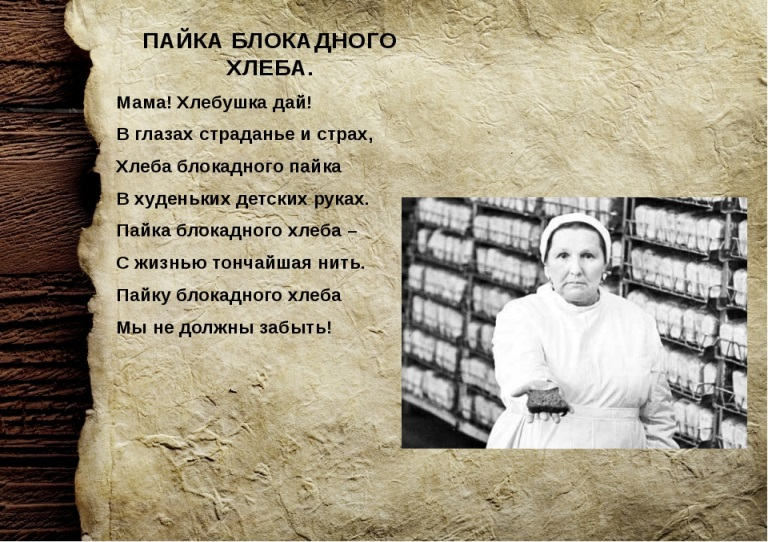 ПАЙКА БЛОКАДНОГО
ХЛЕБА.
Мама! Хлебушка дай!
В глазах страданье и страх,
Хлеба блокадного пайка
В худеньких детских руках.
Пайка блокадного хлеба –
С жизнью тончайшая нить.
Пайку блокадного хлеба
Мы не должны забыть!